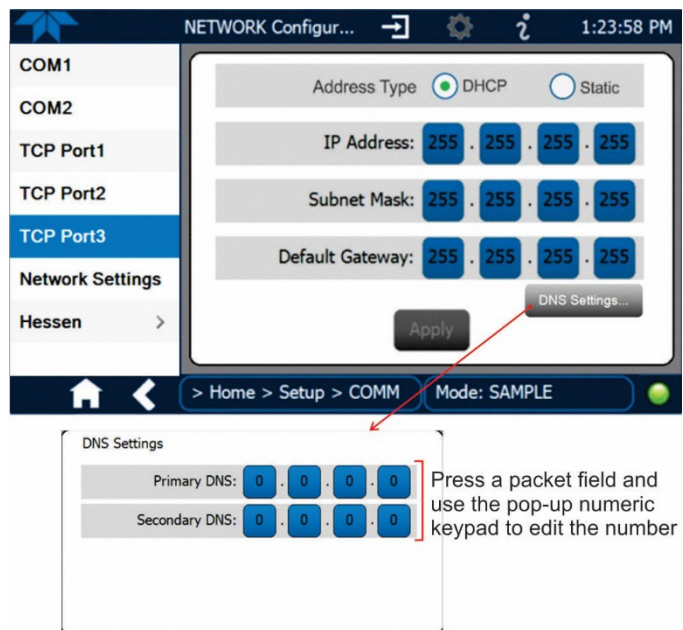 NETWORK Configur... i 1:23:58 PM
COM1
COM2
TCP Port1
TCP Port2
TCP Port3
Network Settings
Hessen >
Address Type DHCP Static
IP Address: 255 . 255 . 255 . 255
Subnet Mask: 255 . 255 . 255 . 255
Default Gateway: 255 . 255 . 255 . 255
DNS Settings...
Apply
> Home > Setup > COMM Mode: SAMPLE
DNS Settings
Primary DNS: 0 . 0 . 0 . 0
Secondary DNS: 0 . 0 . 0 . 0
Press a packet field and
use the pop-up numeric
keypad to edit the number